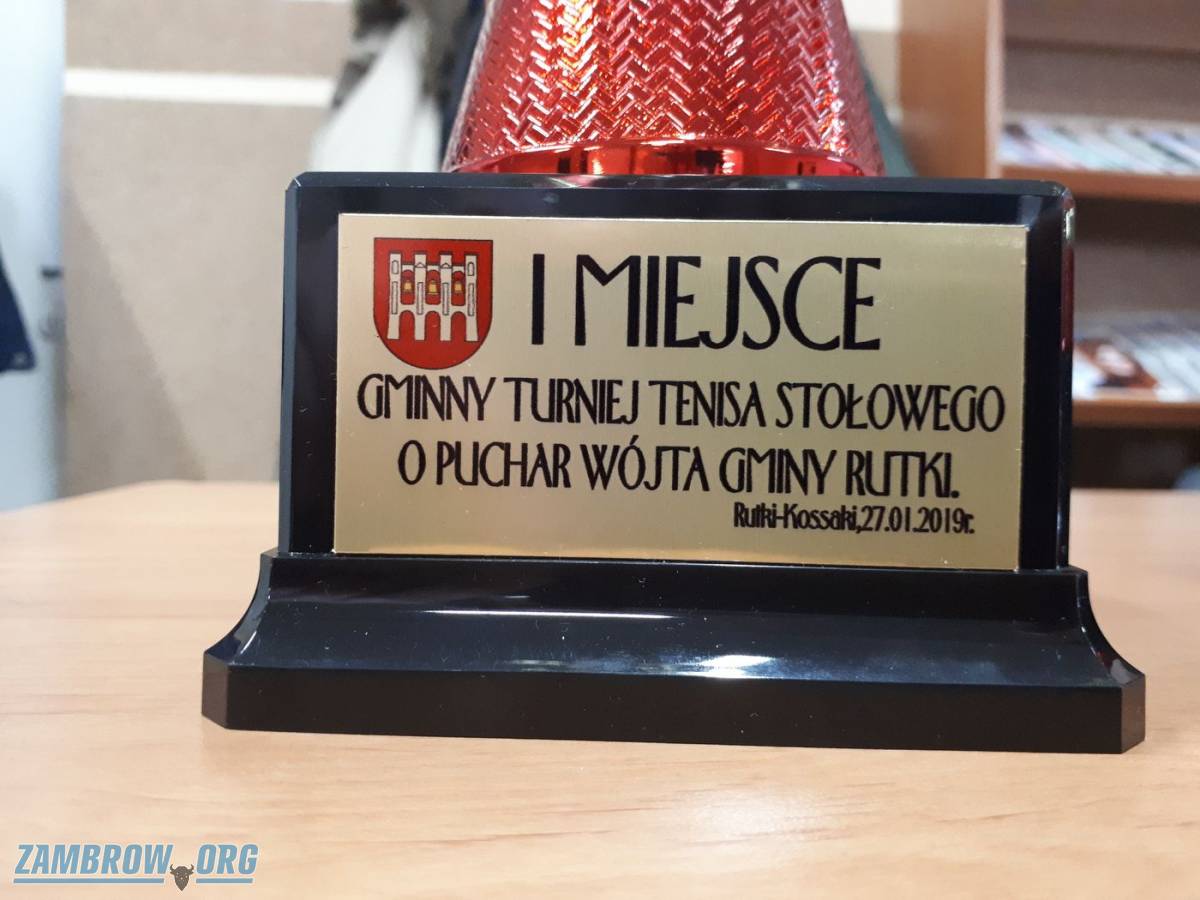 I MIEJSCE
GMINNY TURNIEJ TENISA STOŁOWEGO
O PUCHAR WÓJTA GMINY RUTKI.
Rutki-Kossaki,27.01.2019r.
ZAMBROW.ORG